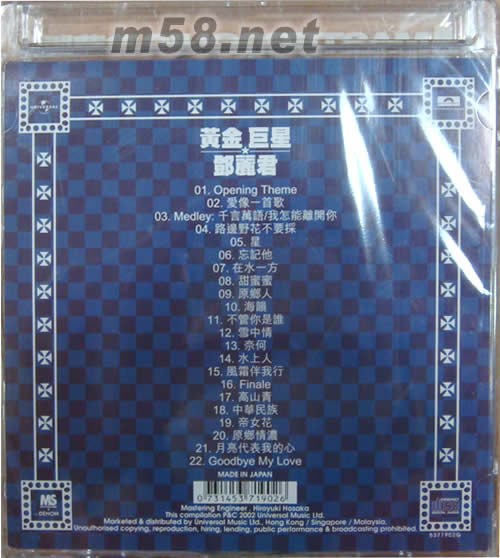 m58.net
UNIVERSAL
黃金巨星
鄧麗君
01. Opening Theme
02. 愛像一首歌
03. Medley: 千言萬語/我怎能離開你
04. 路邊野花不要採
05. 星
06. 忘記他
07. 在水一方
08. 甜蜜蜜
09. 原鄉人
10. 海韻
11. 不管你是誰
12. 雪中情
13. 奈何
14. 水上人
15. 風霜伴我行
16. Finale
17. 高山青
18. 中華民族
19. 帝女花
20. 原鄉情濃
21. 月亮代表我的心
22. Goodbye My Love
MADE IN JAPAN
0 731453 719026
MS
DENON
Mastering Engineer : Hiroyuki Hosaka
This compilation P&C 2002 Universal Music Ltd.
Marketed & distributed by Universal Music Ltd., Hong Kong / Singapore / Malaysia.
Unauthorised copying, reproduction, hiring, lending, public performance & broadcasting prohibited.